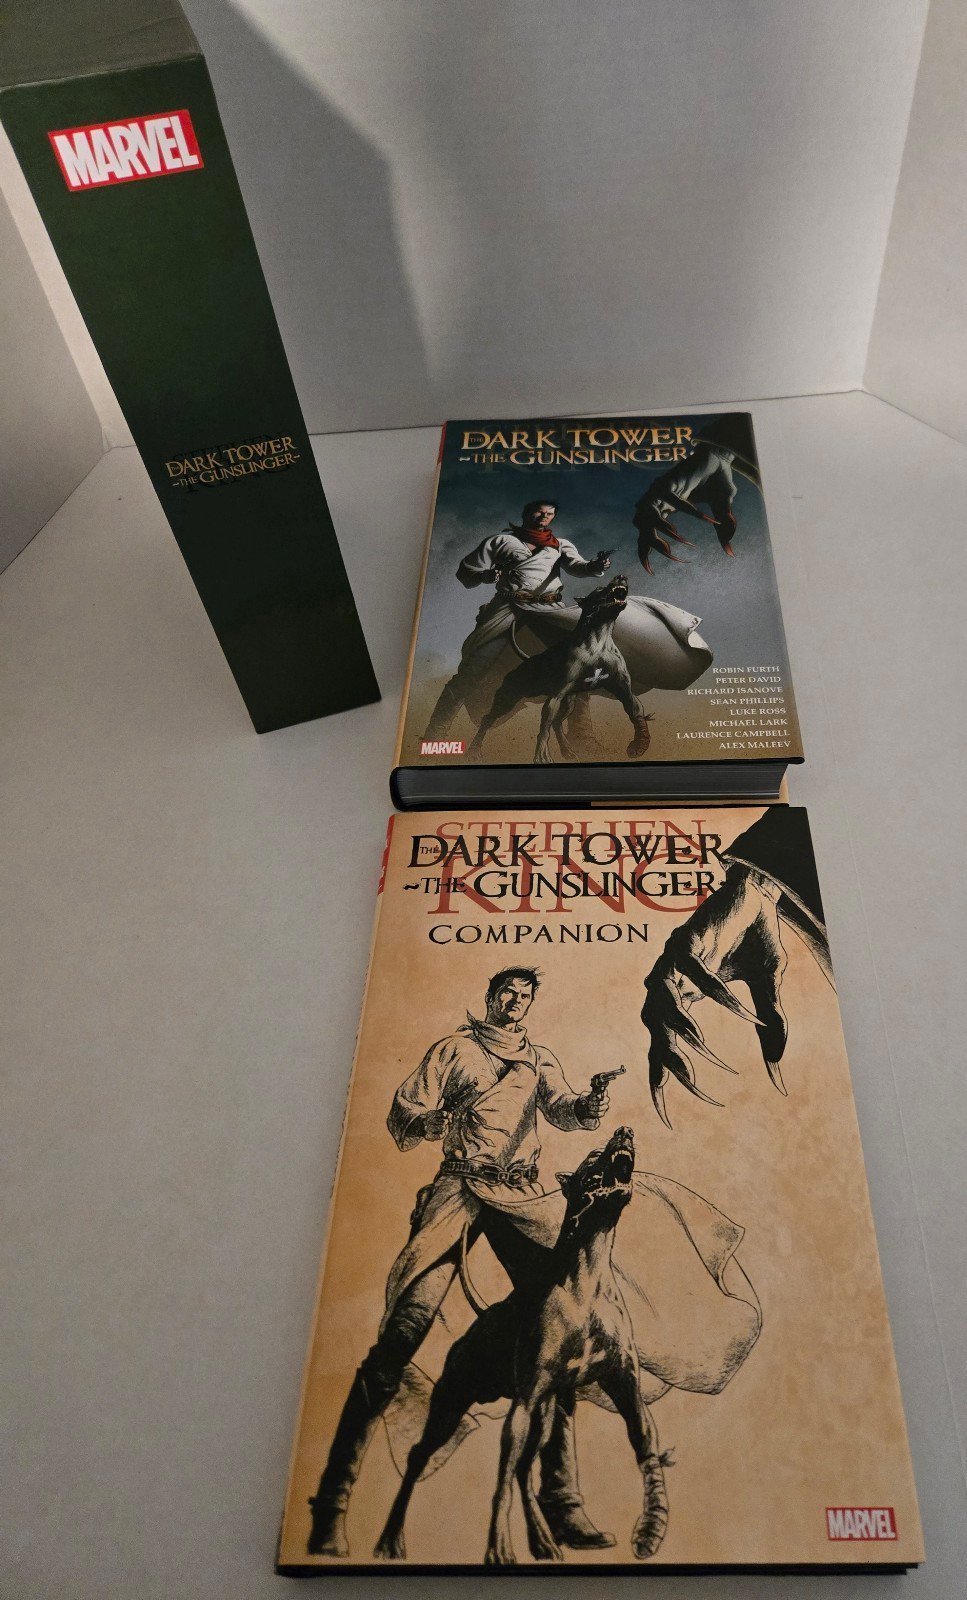 MARVEL
STEPHEN
DARK TOWER
~THE GUNSLINGER~
KING
THE
DARK TOWER
~THE GUNSLINGER~
KING
ROBIN FURTH
PETER DAVID
RICHARD ISANOVE
SEAN PHILLIPS
LUKE ROSS
MICHAEL LARK
LAURENCE CAMPBELL
ALEX MALEEV
MARVEL
STEPHEN
THE DARK TOWER
~THE GUNSLINGER~
KING
COMPANION
MARVEL